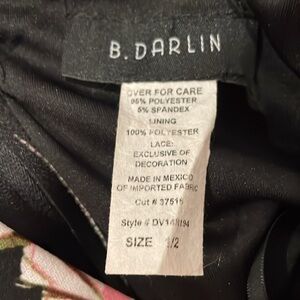 B. DARLIN
OVER FOR CARE
95% POLYESTER
5% SPANDEX
LINING
100% POLYESTER
LACE:
EXCLUSIVE OF
DECORATION
MADE IN MEXICO
OF IMPORTED FABRIC
Cut # 37515
Style #
SIZE 1/2